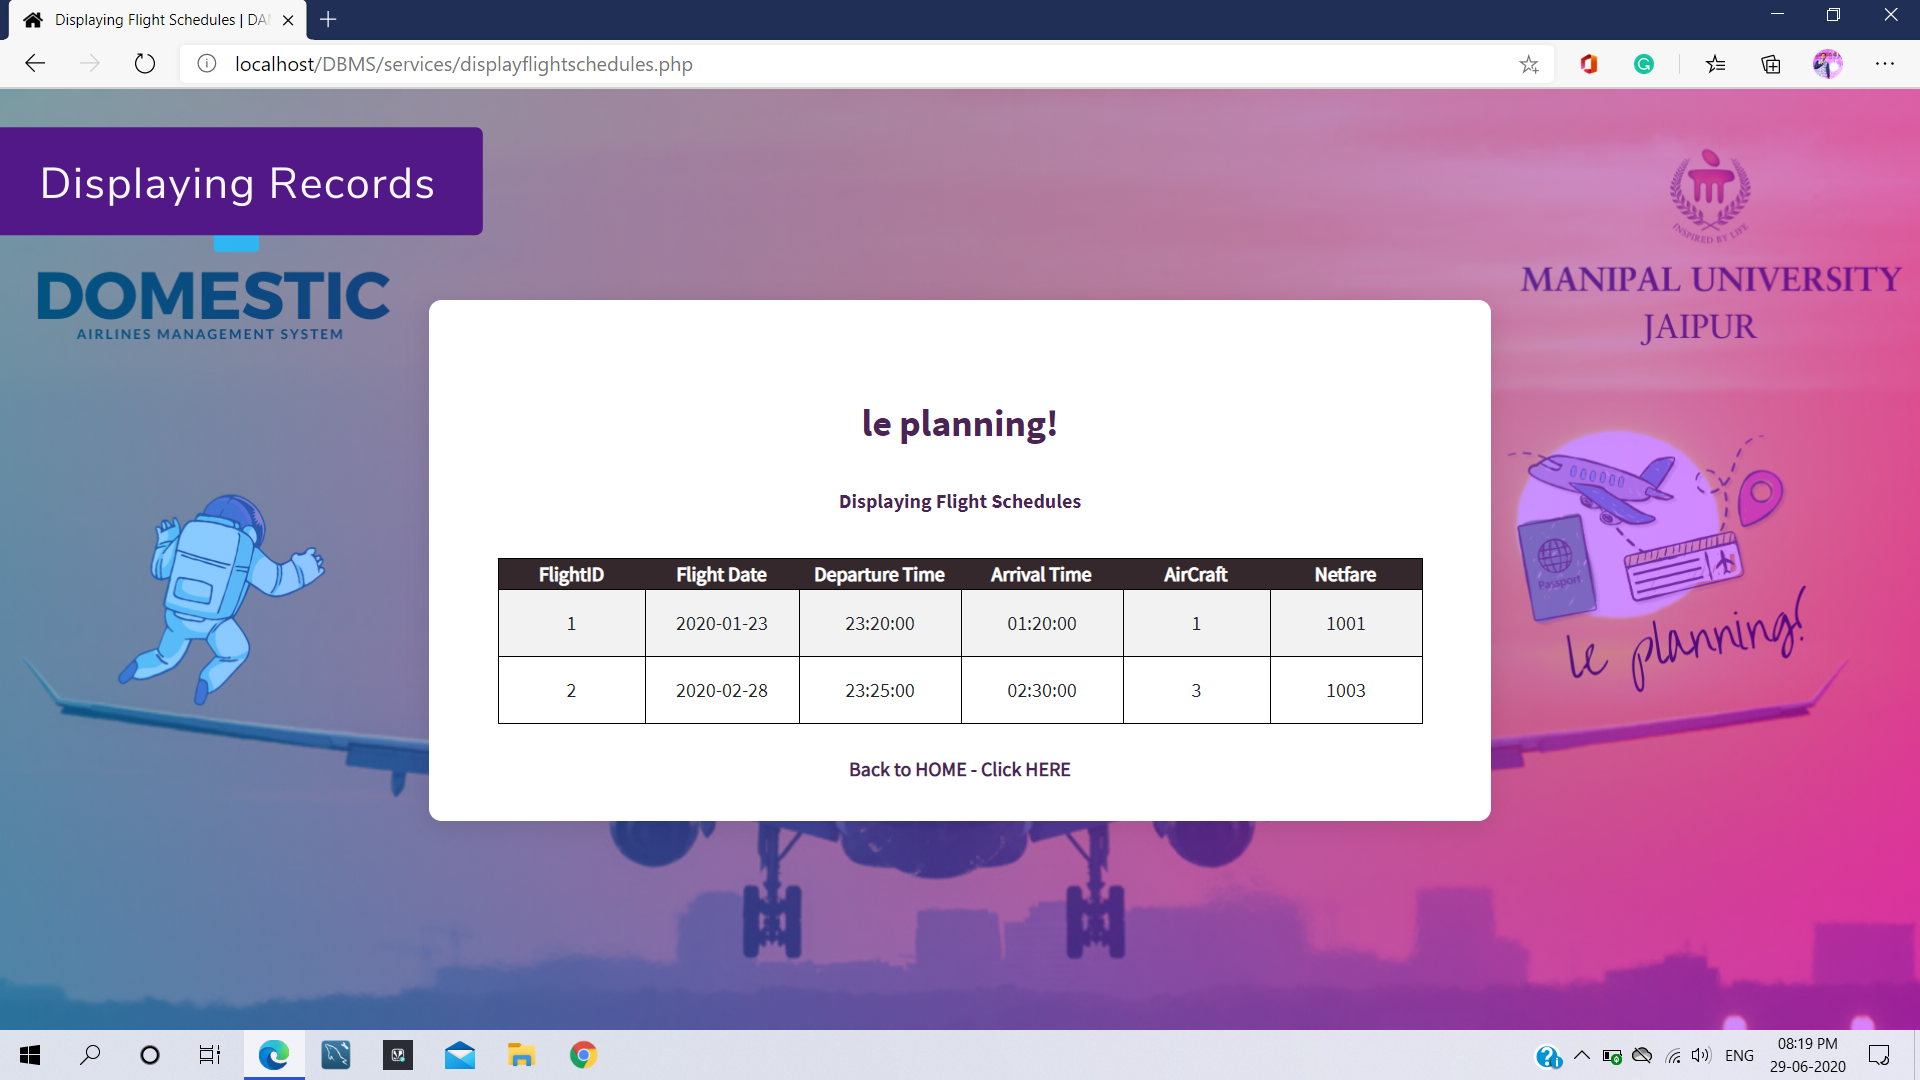 Displaying Flight Schedules | DA
localhost/DBMS/services/displayflightschedules.php
Displaying Records
DOMESTIC
AIRLINES MANAGEMENT SYSTEM
INSPIRED BY LIFE
MANIPAL UNIVERSITY
JAIPUR
le planning!
Displaying Flight Schedules
FlightID Flight Date Departure Time Arrival Time AirCraft Netfare
1 2020-01-23 23:20:00 01:20:00 1 1001
2 2020-02-28 23:25:00 02:30:00 3 1003
Back to HOME - Click HERE
Passport
le planning!
ENG
08:19 PM
29-06-2020